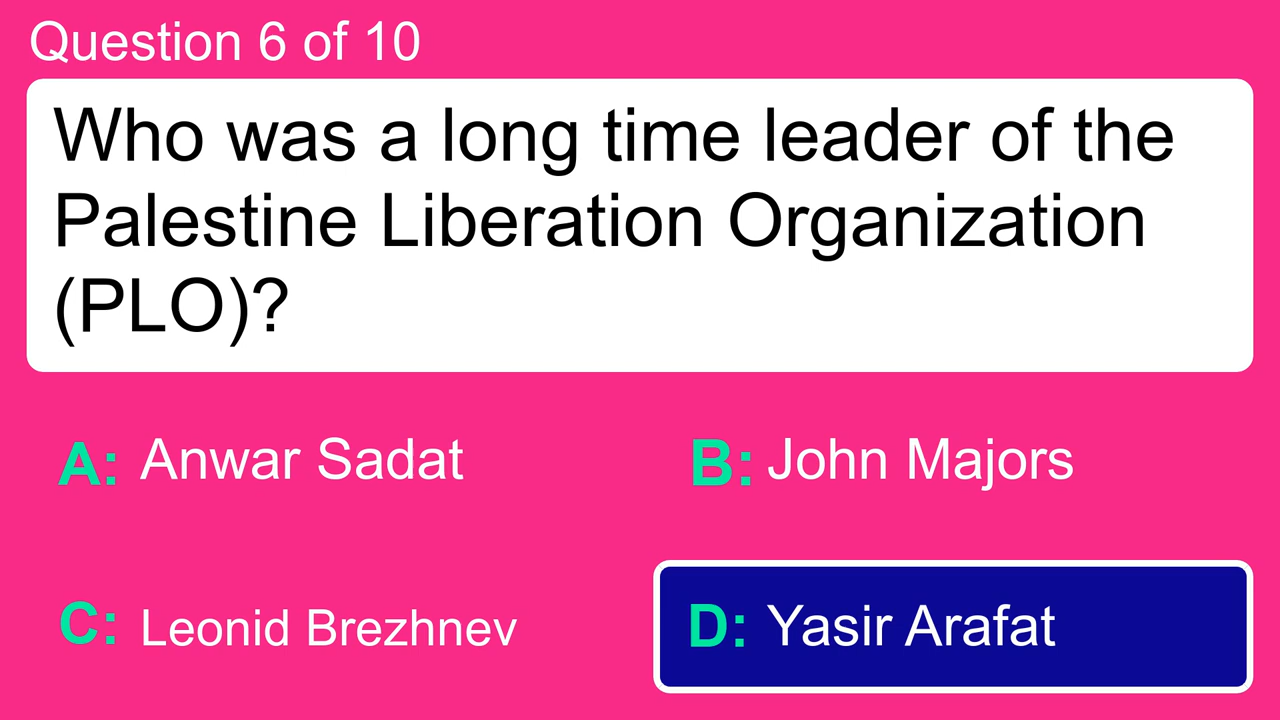 Question 6 of 10
Who was a long time leader of the
Palestine Liberation Organization
(PLO)?
A: Anwar Sadat
B: John Majors
C: Leonid Brezhnev
D: Yasir Arafat